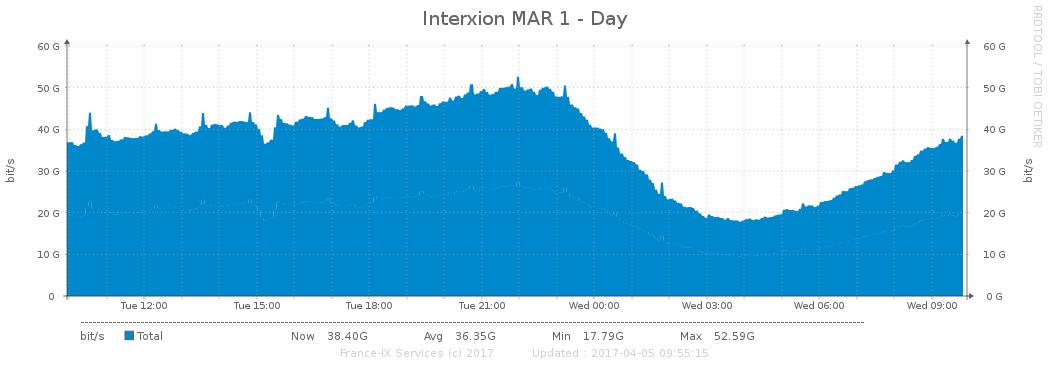 Interxion MAR 1 - Day
RRDTOOL / TOBI OETIKER
60 G 60 G
50 G 50 G
40 G 40 G
30 G 30 G
20 G 20 G
10 G 10 G
0 0 G
bit/s bit/s
Tue 12:00 Tue 15:00 Tue 18:00 Tue 21:00 Wed 00:00 Wed 03:00 Wed 06:00 Wed 09:00
bit/s Total Now 38.40G Avg 36.35G Min 17.79G Max 52.59G
France-IX Services (c) 2017 Updated : 2017-04-05 09:55:15